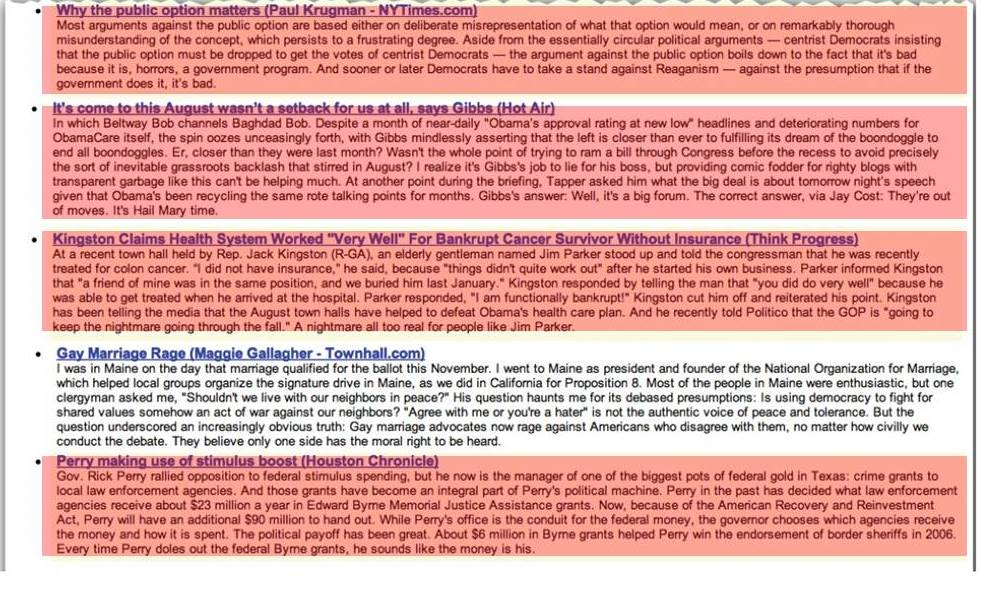 Why the public option matters (Paul Krugman - NYTimes.com)
Most arguments against the public option are based either on deliberate misrepresentation of what that option would mean, or on remarkably thorough
misunderstanding of the concept, which persists to a frustrating degree. Aside from the essentially circular political arguments — centrist Democrats insisting
that the public option must be dropped to get the votes of centrist Democrats — the argument against the public option boils down to the fact that it's bad
because it is, horrors, a government program. And sooner or later Democrats have to take a stand against Reaganism — against the presumption that if the
government does it, it's bad.
It's come to this August wasn't a setback for us at all, says Gibbs (Hot Air)
In which Beltway Bob channels Baghdad Bob. Despite a month of near-daily "Obama's approval rating at new low" headlines and deteriorating numbers for
ObamaCare itself, the spin oozes unceasingly forth, with Gibbs mindlessly asserting that the left is closer than ever to fulfilling its dream of the boondoggle to
end all boondoggles. Er, closer than they were last month? Wasn't the whole point of trying to ram a bill through Congress before the recess to avoid precisely
the sort of inevitable grassroots backlash that stirred in August? I realize it's Gibbs's job to lie for his boss, but providing comic fodder for righty blogs with
transparent garbage like this can't be helping much. At another point during the briefing, Tapper asked him what the big deal is about tomorrow night's speech
given that Obama's been recycling the same rote talking points for months. Gibbs's answer: Well, it's a big forum. The correct answer, via Jay Cost: They're out
of moves. It's Hail Mary time.
Kingston Claims Health System Worked "Very Well" For Bankrupt Cancer Survivor Without Insurance (Think Progress)
At a recent town hall held by Rep. Jack Kingston (R-GA), an elderly gentleman named Jim Parker stood up and told the congressman that he was recently
treated for colon cancer. "I did not have insurance," he said, because "things didn't quite work out" after he started his own business. Parker informed Kingston
that "a friend of mine was in the same position, and we buried him last January." Kingston responded by telling the man that "you did do very well" because he
was able to get treated when he arrived at the hospital. Parker responded, "I am functionally bankrupt!" Kingston cut him off and reiterated his point. Kingston
has been telling the media that the August town halls have helped to defeat Obama's health care plan. And he recently told Politico that the GOP is "going to
keep the nightmare going through the fall." A nightmare all too real for people like Jim Parker.
Gay Marriage Rage (Maggie Gallagher - Townhall.com)
I was in Maine on the day that marriage qualified for the ballot this November. I went to Maine as president and founder of the National Organization for Marriage,
which helped local groups organize the signature drive in Maine, as we did in California for Proposition 8. Most of the people in Maine were enthusiastic, but one
clergyman asked me, "Shouldn't we live with our neighbors in peace?" His question haunts me for its debased presumptions: Is using democracy to fight for
shared values somehow an act of war against our neighbors? "Agree with me or you're a hater" is not the authentic voice of peace and tolerance. But the
question underscored an increasingly obvious truth: Gay marriage advocates now rage against Americans who disagree with them, no matter how civilly we
conduct the debate. They believe only one side has the moral right to be heard.
Perry making use of stimulus boost (Houston Chronicle)
Gov. Rick Perry rallied opposition to federal stimulus spending, but he now is the manager of one of the biggest pots of federal gold in Texas: crime grants to
local law enforcement agencies. And those grants have become an integral part of Perry's political machine. Perry in the past has decided what law enforcement
agencies receive about $23 million a year in Edward Byrne Memorial Justice Assistance grants. Now, because of the American Recovery and Reinvestment
Act, Perry will have an additional $90 million to hand out. While Perry's office is the conduit for the federal money, the governor chooses which agencies receive
the money and how it is spent. The political payoff has been great. About $6 million in Byrne grants helped Perry win the endorsement of border sheriffs in 2006.
Every time Perry doles out the federal Byrne grants, he sounds like the money is his.